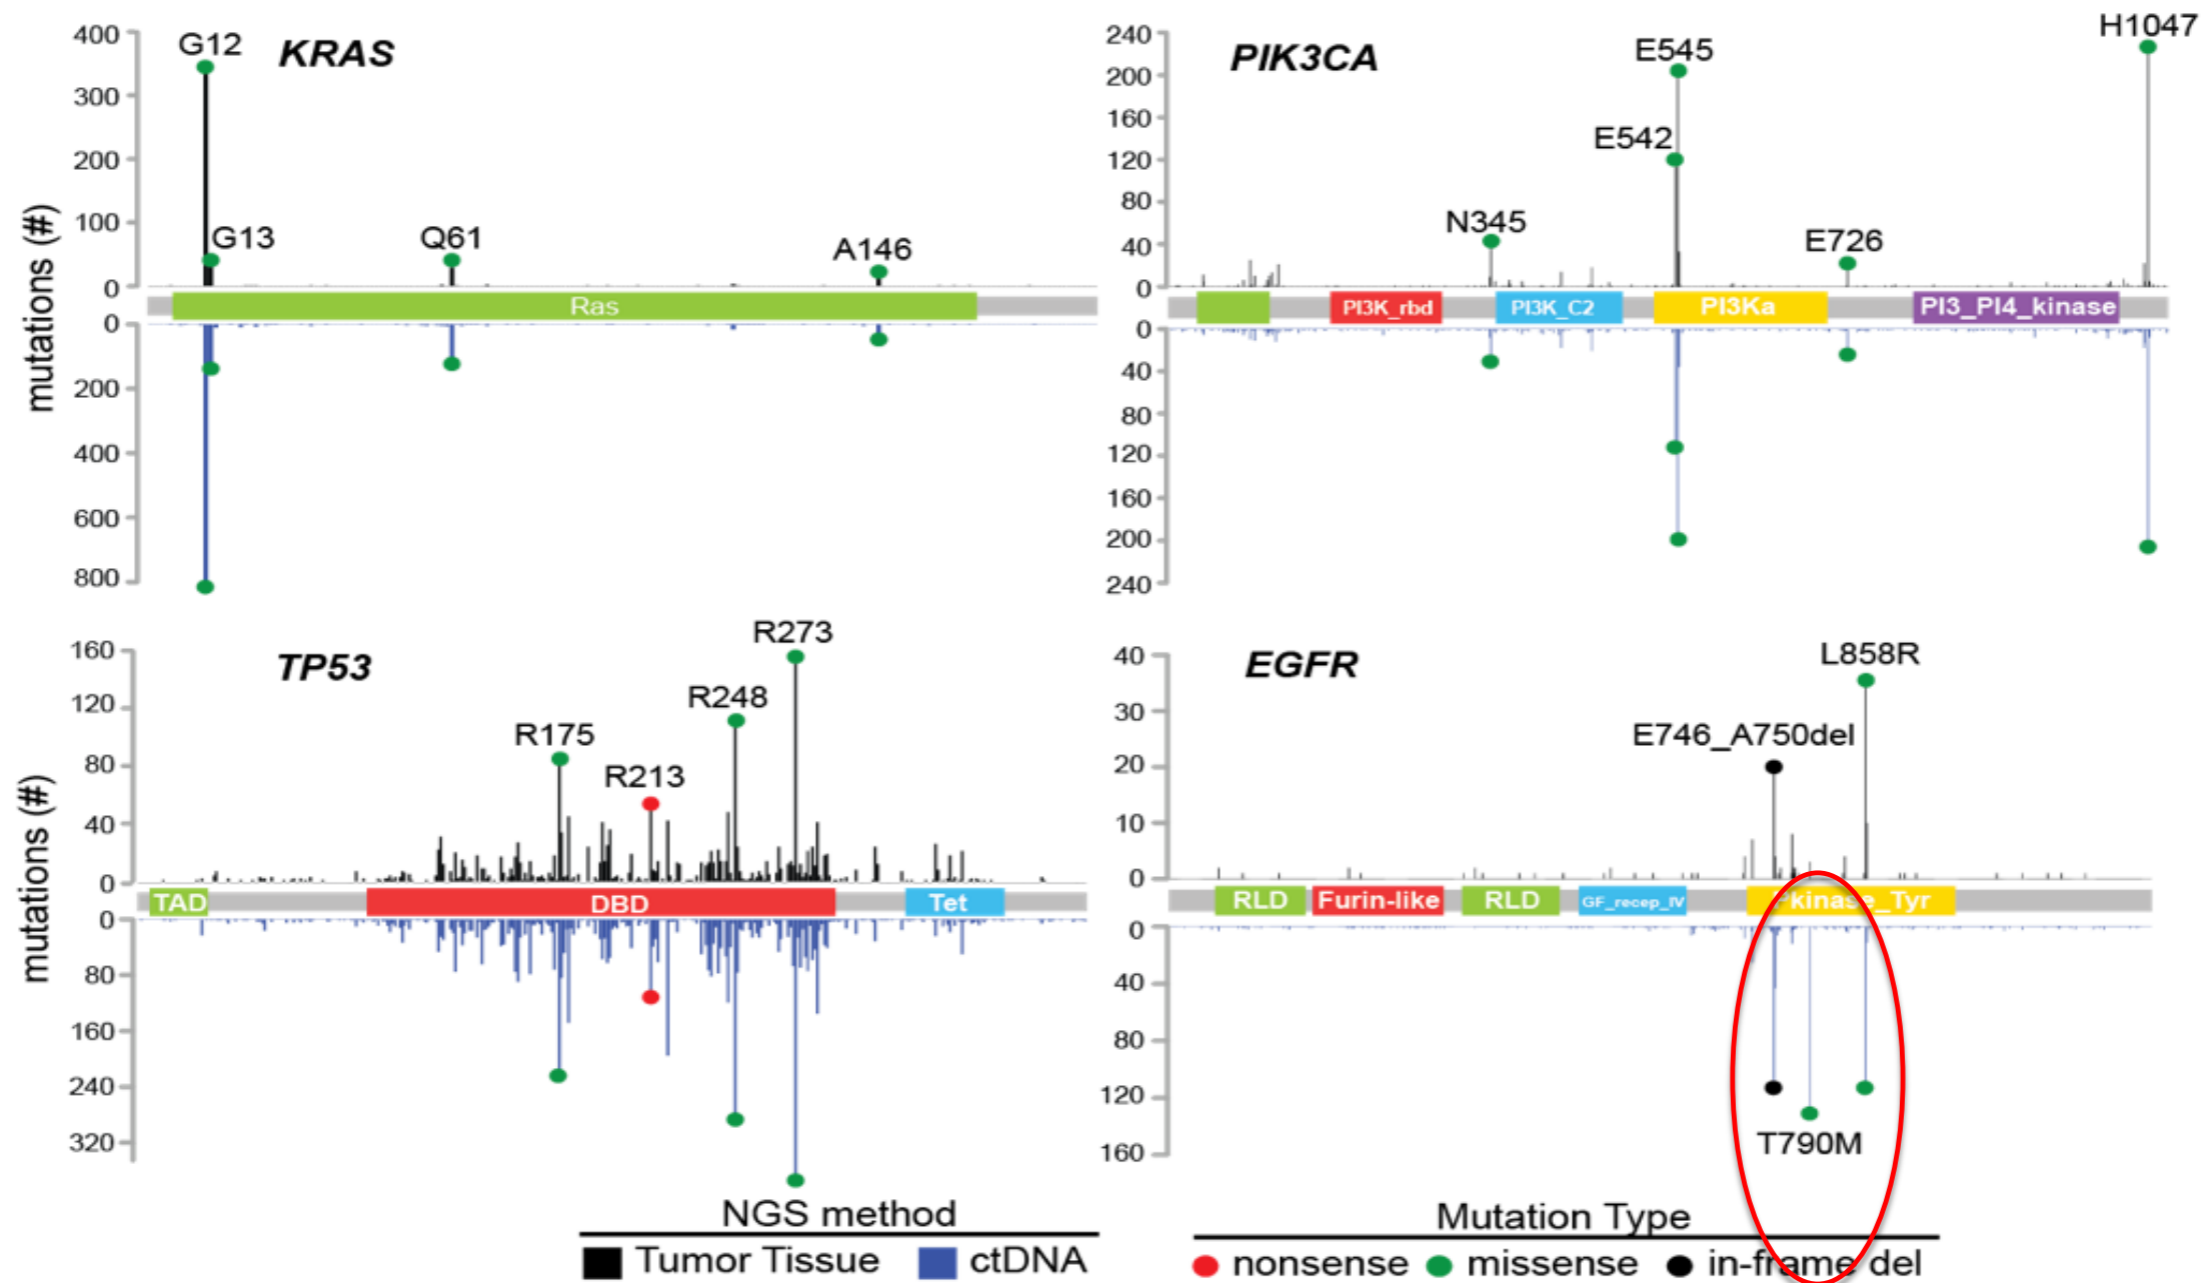 400
G12
KRAS
300
200
100
G13
Q61
A146
0
Ras
0
200
400
600
800
mutations (#)
240
H1047
E545
PIK3CA
200
160
E542
120
80
N345
E726
40
0
PI3K_rbd
PI3K_C2
PI3Ka
PI3_PI4_kinase
0
40
80
120
160
200
240
R273
160
TP53
R248
120
R175
80
R213
40
0
TAD
DBD
Tet
0
80
160
240
320
mutations (#)
40
L858R
EGFR
30
E746_A750del
20
10
0
RLD
Furin-like
RLD
GF_recep_IV
Pkinase_Tyr
0
40
80
120
T790M
160
NGS method
Tumor Tissue
ctDNA
Mutation Type
nonsense
missense
in-frame del